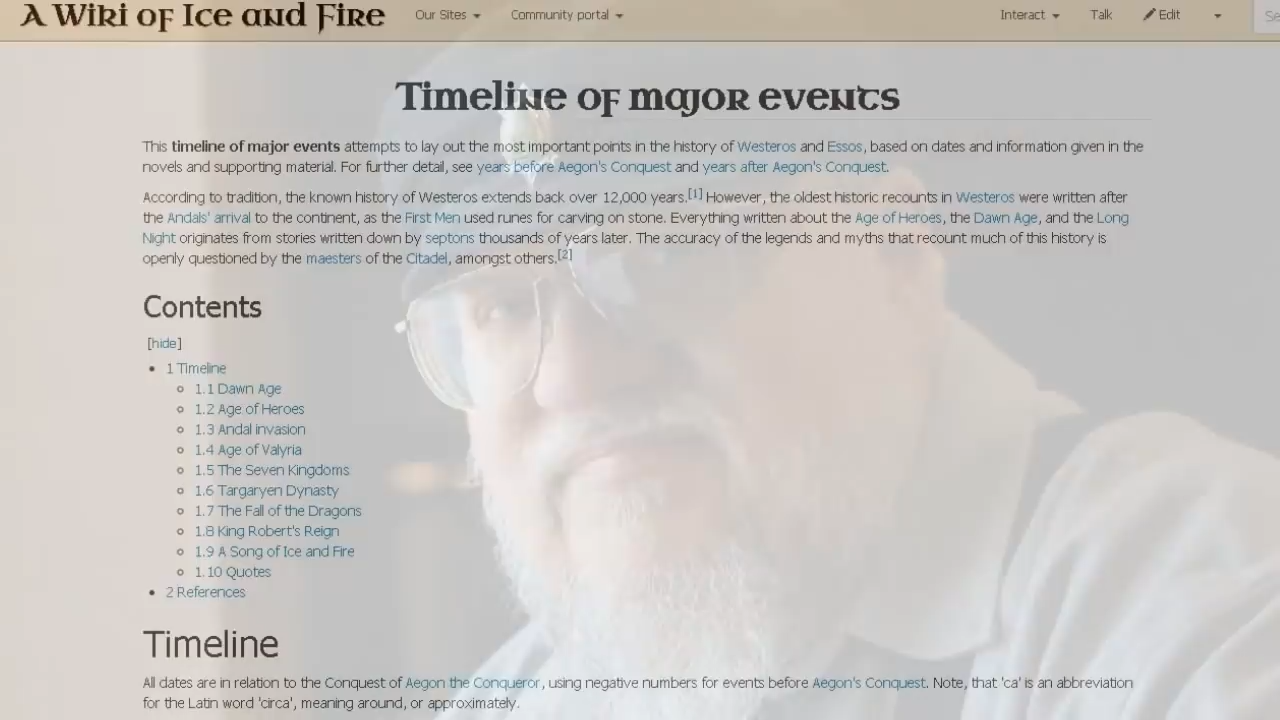 A Wiki of Ice and Fire Our Sites Community portal Interact Talk Edit Se
Timeline of major events
This timeline of major events attempts to lay out the most important points in the history of Westeros and Essos, based on dates and information given in the
novels and supporting material. For further detail, see years before Aegon's Conquest and years after Aegon's Conquest.
According to tradition, the known history of Westeros extends back over 12,000 years.[1] However, the oldest historic recounts in Westeros were written after
the Andals' arrival to the continent, as the First Men used runes for carving on stone. Everything written about the Age of Heroes, the Dawn Age, and the Long
Night originates from stories written down by septons thousands of years later. The accuracy of the legends and myths that recount much of this history is
openly questioned by the maesters of the Citadel, amongst others.[2]
Contents
[hide]
1 Timeline
1.1 Dawn Age
1.2 Age of Heroes
1.3 Andal invasion
1.4 Age of Valyria
1.5 The Seven Kingdoms
1.6 Targaryen Dynasty
1.7 The Fall of the Dragons
1.8 King Robert's Reign
1.9 A Song of Ice and Fire
1.10 Quotes
2 References
Timeline
All dates are in relation to the Conquest of Aegon the Conqueror, using negative numbers for events before Aegon's Conquest. Note, that 'ca' is an abbreviation
for the Latin word 'circa', meaning around, or approximately.